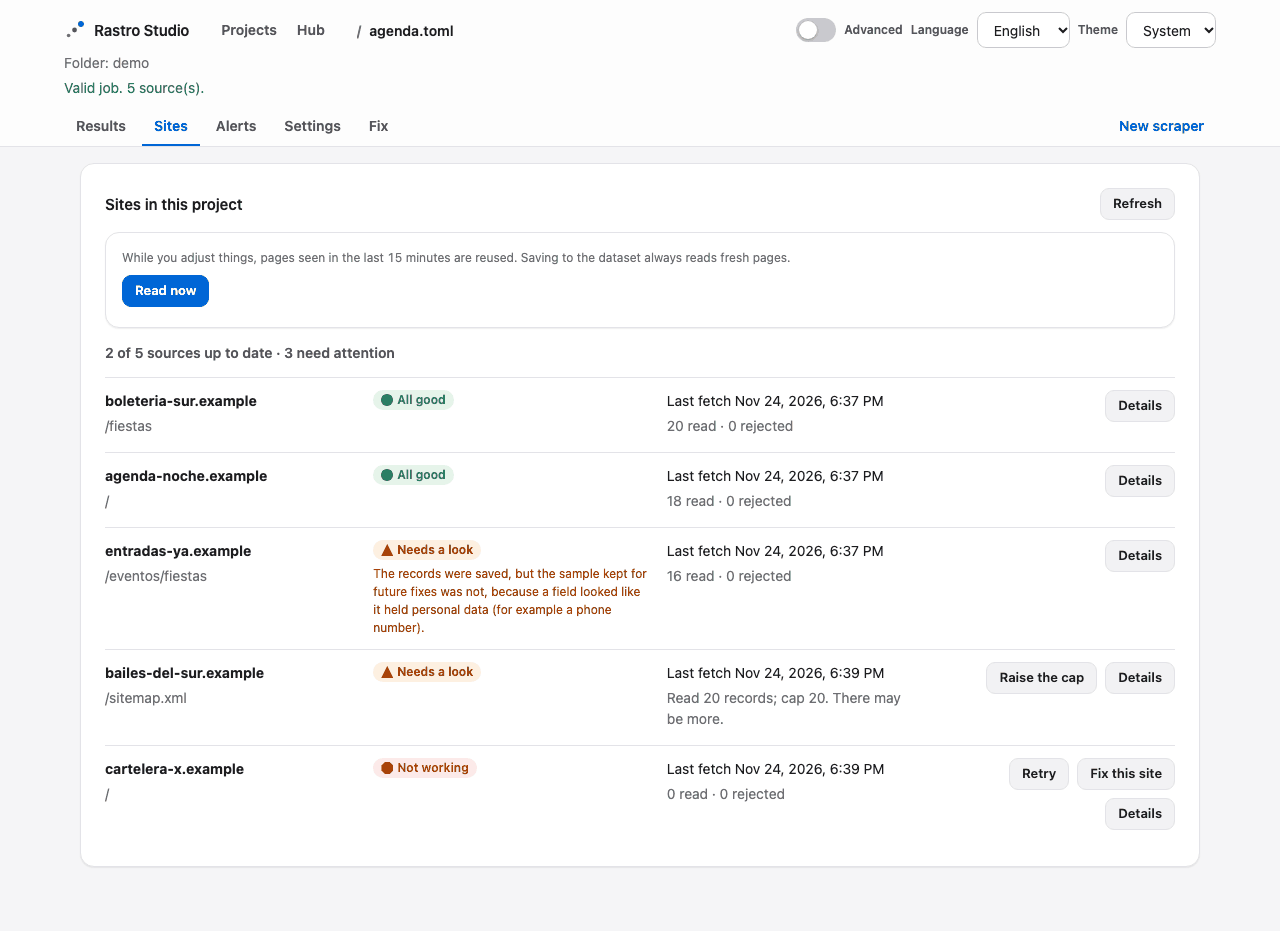 Rastro Studio Projects Hub / agenda.toml Advanced Language English Theme System
Folder: demo
Valid job. 5 source(s).
Results Sites Alerts Settings Fix New scraper
Sites in this project Refresh
While you adjust things, pages seen in the last 15 minutes are reused. Saving to the dataset always reads fresh pages.
Read now
2 of 5 sources up to date · 3 need attention
boleteria-sur.example All good Last fetch Nov 24, 2026, 6:37 PM Details
/fiestas 20 read · 0 rejected
agenda-noche.example All good Last fetch Nov 24, 2026, 6:37 PM Details
/ 18 read · 0 rejected
entradas-ya.example Needs a look Last fetch Nov 24, 2026, 6:37 PM Details
/eventos/fiestas 16 read · 0 rejected
The records were saved, but the sample kept for
future fixes was not, because a field looked like
it held personal data (for example a phone
number).
bailes-del-sur.example Needs a look Last fetch Nov 24, 2026, 6:39 PM Raise the cap Details
/sitemap.xml Read 20 records; cap 20. There may
be more.
cartelera-x.example Not working Last fetch Nov 24, 2026, 6:39 PM Retry Fix this site
/ 0 read · 0 rejected
Details